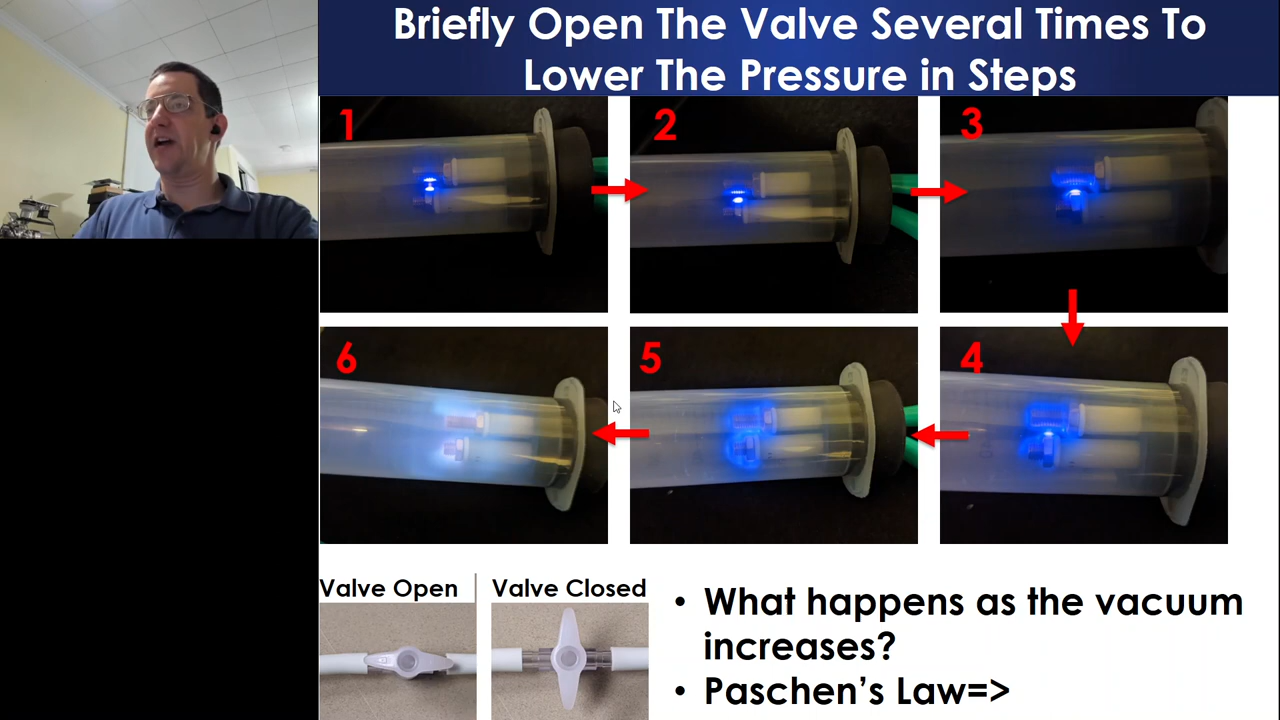 Briefly Open The Valve Several Times To
Lower The Pressure in Steps
1
2
3
6
5
4
Valve Open
Valve Closed
• What happens as the vacuum
increases?
• Paschen's Law=>